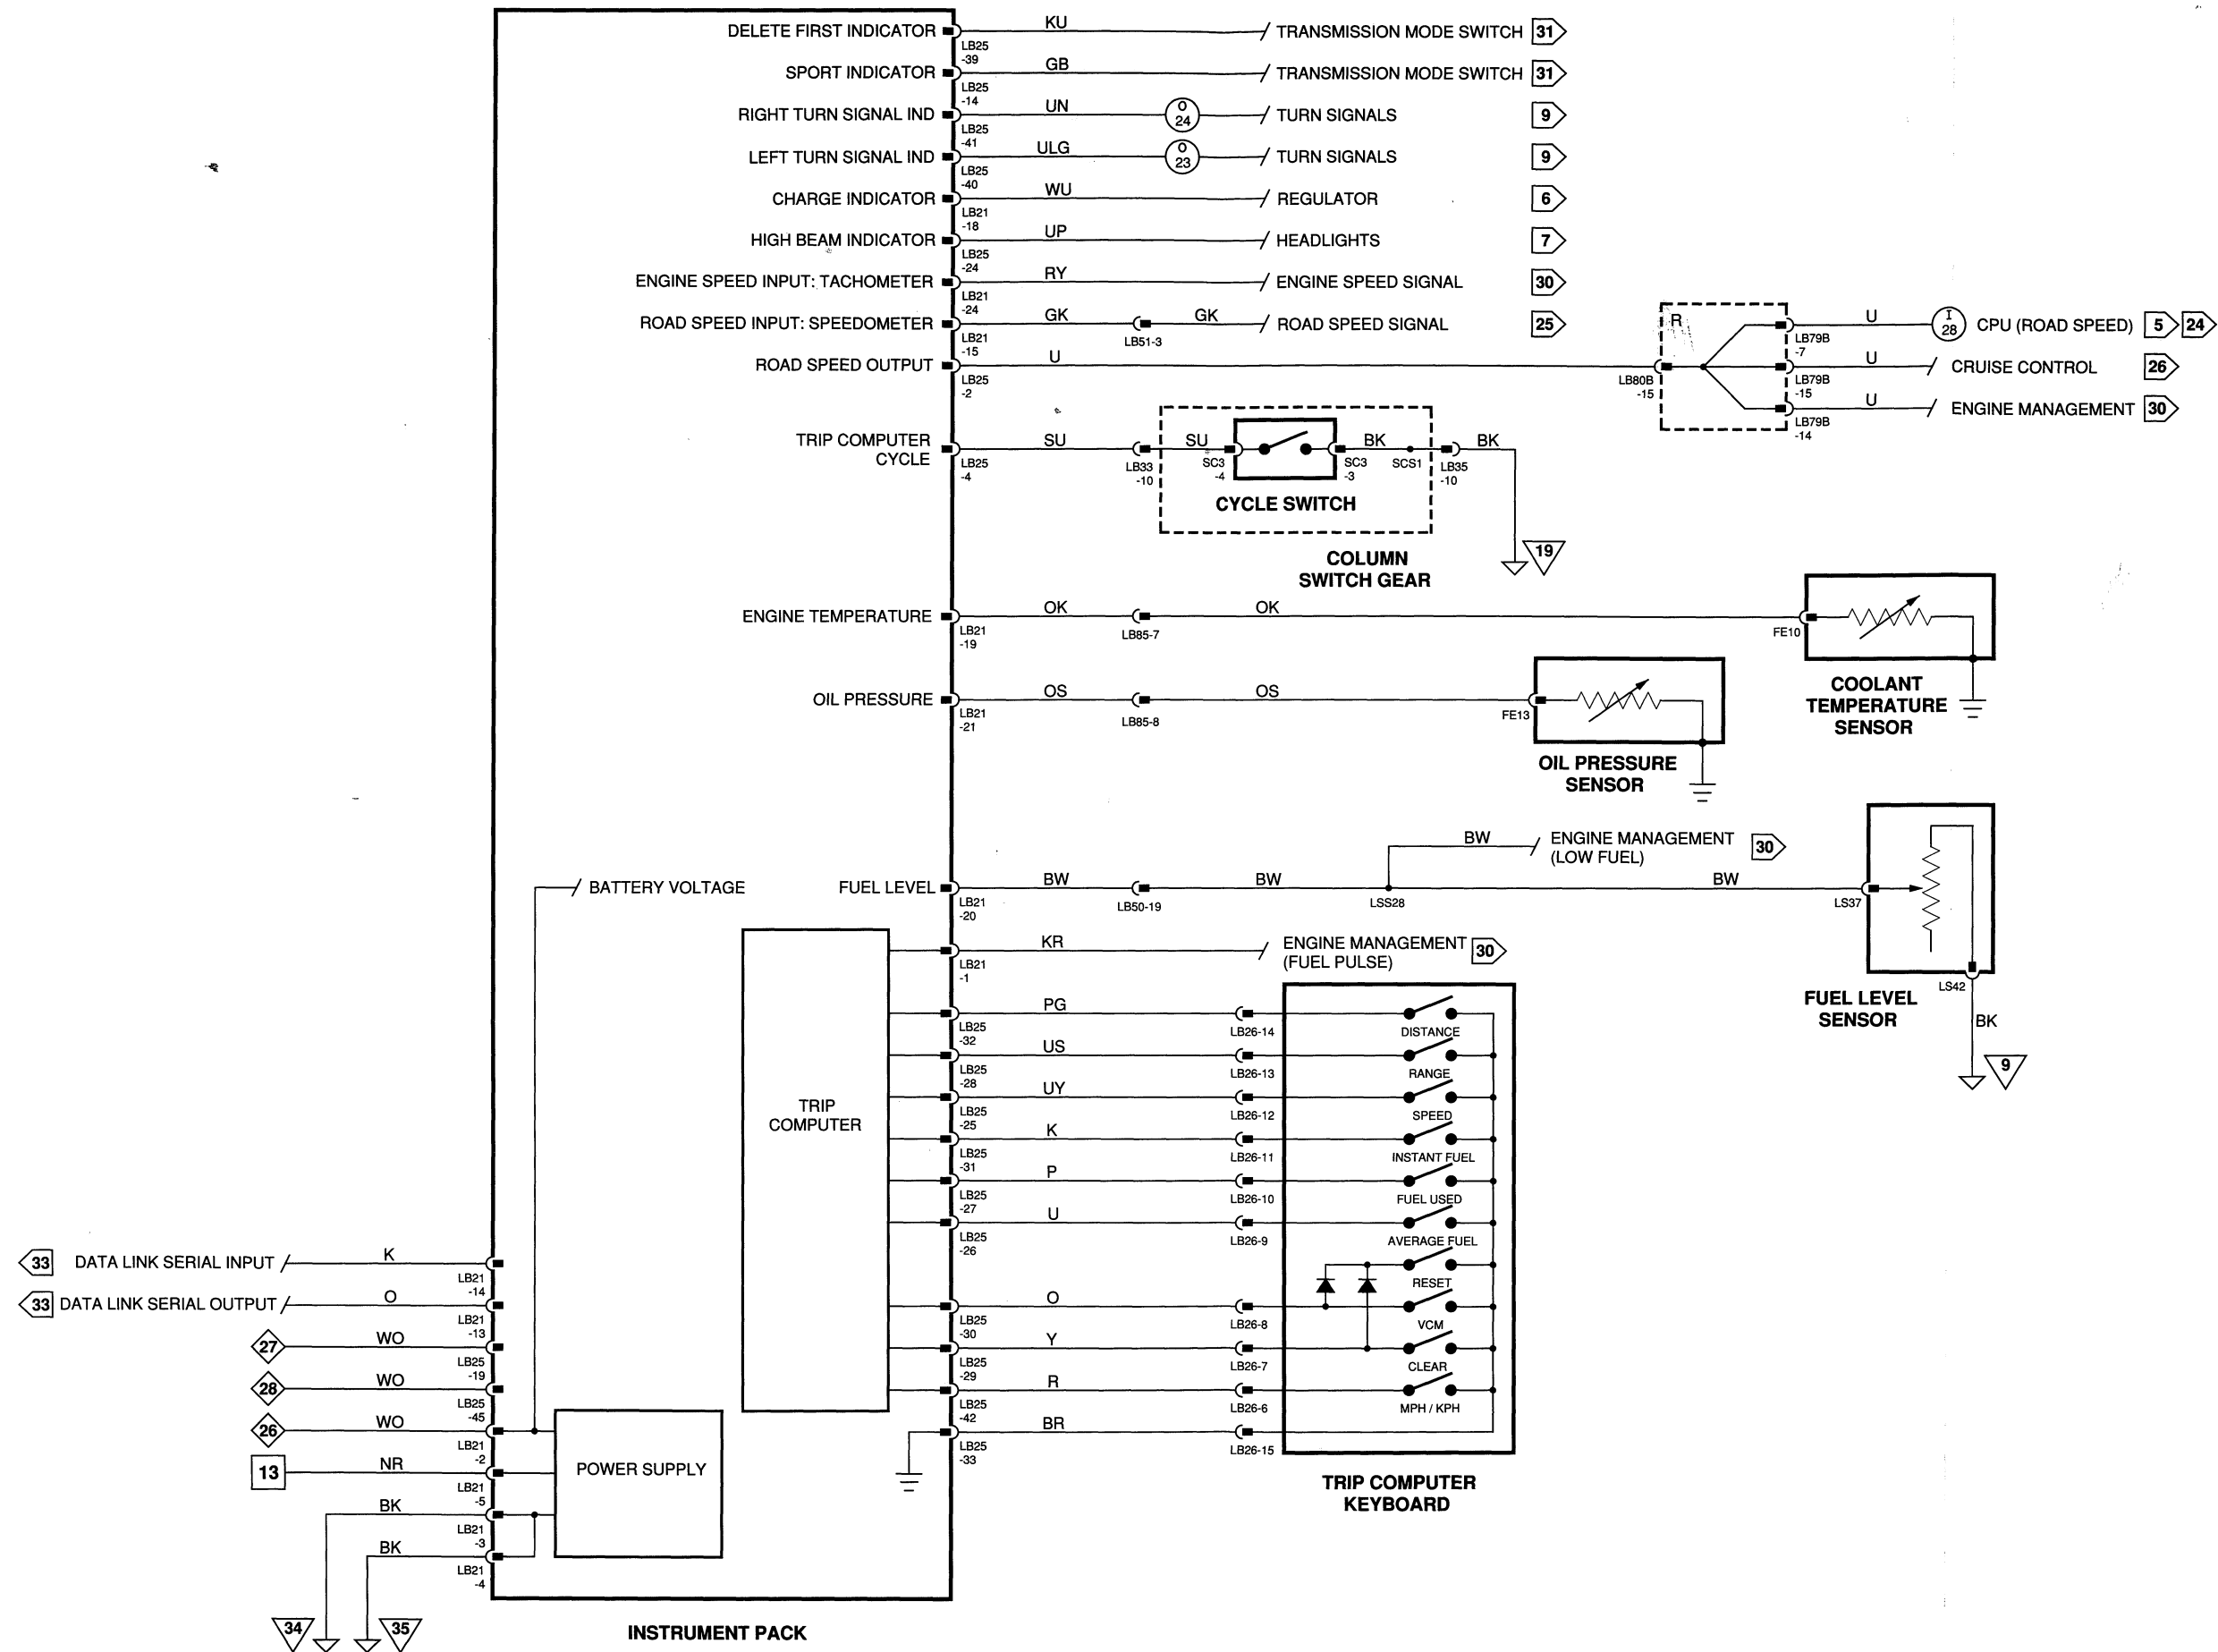 DELETE FIRST INDICATOR KU TRANSMISSION MODE SWITCH 31
LB25
-39
SPORT INDICATOR GB TRANSMISSION MODE SWITCH 31
LB25
-14
RIGHT TURN SIGNAL IND UN O 24 TURN SIGNALS 9
LB25
-41
LEFT TURN SIGNAL IND ULG O 23 TURN SIGNALS 9
LB25
-40
CHARGE INDICATOR WU REGULATOR 6
LB21
-18
HIGH BEAM INDICATOR UP HEADLIGHTS 7
LB25
-24
ENGINE SPEED INPUT: TACHOMETER RY ENGINE SPEED SIGNAL 30
LB21
-24
ROAD SPEED INPUT: SPEEDOMETER GK GK ROAD SPEED SIGNAL 25
LB21
-15
LB51-3
R U I 28 CPU (ROAD SPEED) 5 24
LB79B
-7
ROAD SPEED OUTPUT U U CRUISE CONTROL 26
LB25
-2
LB80B
-15
LB79B
-15
U ENGINE MANAGEMENT 30
LB79B
-14
TRIP COMPUTER
CYCLE
SU SU BK BK
LB25
-4
LB33
-10
SC3
-4
SC3
-3
SCS1
LB35
-10
CYCLE SWITCH
COLUMN
SWITCH GEAR
19
ENGINE TEMPERATURE OK OK
LB21
-19
LB85-7
FE10
COOLANT
TEMPERATURE
SENSOR
OIL PRESSURE OS OS
LB21
-21
LB85-8
FE13
OIL PRESSURE
SENSOR
BW ENGINE MANAGEMENT
(LOW FUEL)
30
BATTERY VOLTAGE
FUEL LEVEL BW BW BW
LB21
-20
LB50-19
LSS28
LS37
LS42
FUEL LEVEL
SENSOR
BK
9
KR ENGINE MANAGEMENT
(FUEL PULSE)
30
LB21
-1
TRIP
COMPUTER
PG
LB25
-32
LB26-14
DISTANCE
US
LB25
-28
LB26-13
RANGE
UY
LB25
-25
LB26-12
SPEED
K
LB25
-31
LB26-11
INSTANT FUEL
P
LB25
-27
LB26-10
FUEL USED
U
LB25
-26
LB26-9
AVERAGE FUEL
RESET
O
LB25
-30
LB26-8
VCM
Y
LB25
-29
LB26-7
CLEAR
R
LB25
-42
LB26-6
MPH / KPH
BR
LB25
-33
LB26-15
TRIP COMPUTER
KEYBOARD
33 DATA LINK SERIAL INPUT K
LB21
-14
33 DATA LINK SERIAL OUTPUT O
LB21
-13
27 WO
LB25
-19
28 WO
LB25
-45
26 WO
LB21
-2
13 NR
LB21
-5
POWER SUPPLY
BK
LB21
-3
BK
LB21
-4
34 35
INSTRUMENT PACK